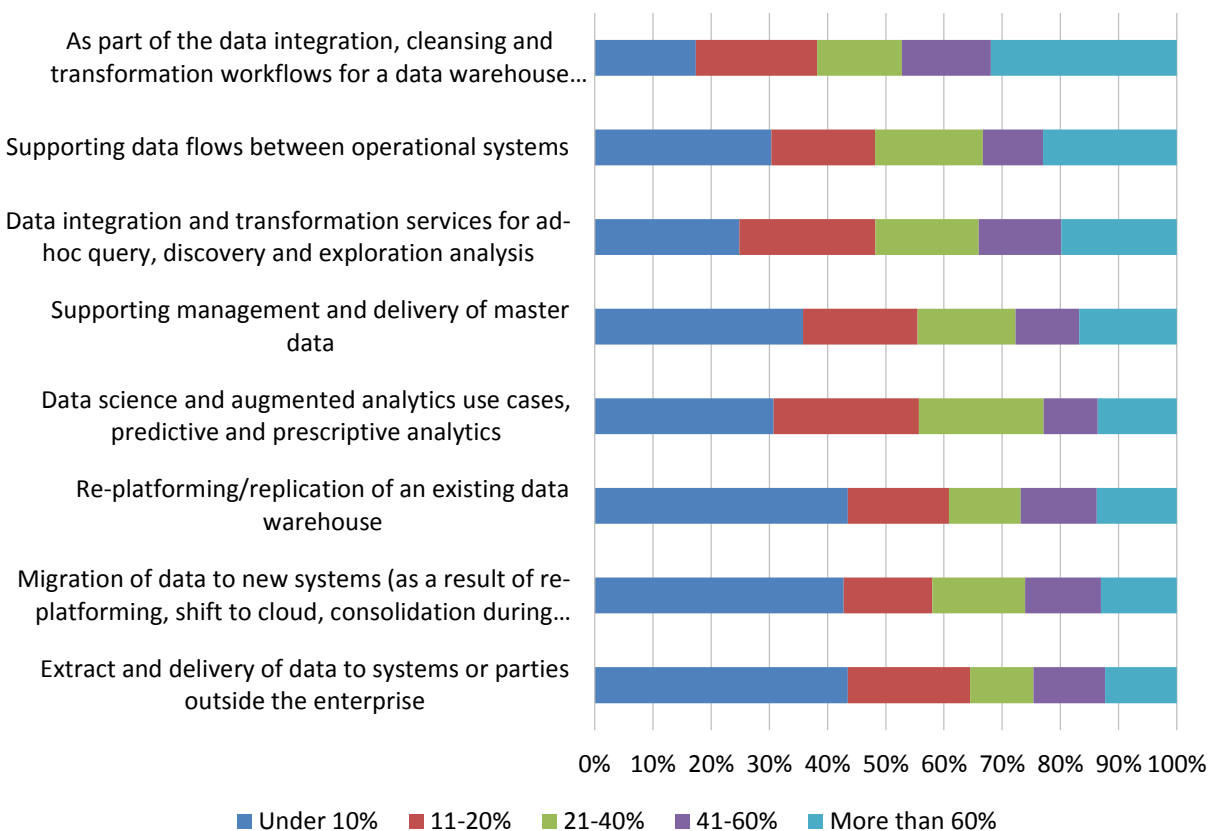 As part of the data integration, cleansing and
transformation workflows for a data warehouse…
Supporting data flows between operational systems
Data integration and transformation services for ad-
hoc query, discovery and exploration analysis
Supporting management and delivery of master
data
Data science and augmented analytics use cases,
predictive and prescriptive analytics
Re-platforming/replication of an existing data
warehouse
Migration of data to new systems (as a result of re-
platforming, shift to cloud, consolidation during…
Extract and delivery of data to systems or parties
outside the enterprise
0% 10% 20% 30% 40% 50% 60% 70% 80% 90% 100%
Under 10% 11-20% 21-40% 41-60% More than 60%